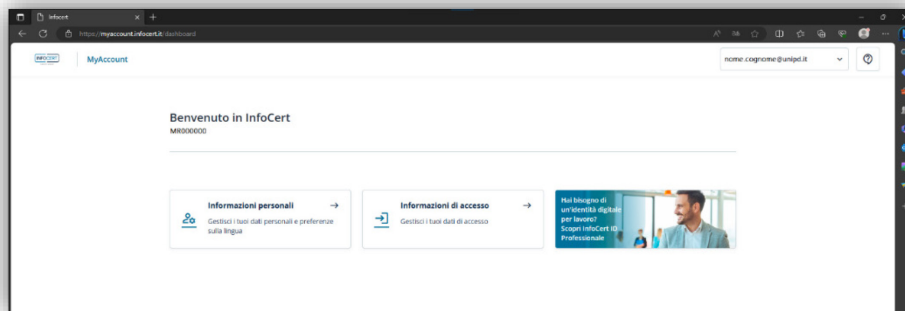 Infocert
https://myaccount.infocert.it/dashboard
INFOCERT
MyAccount
nome.cognome@unipd.it
Benvenuto in InfoCert
MR000000
Informazioni personali
Gestisci i tuoi dati personali e preferenze
sulla lingua
Informazioni di accesso
Gestisci i tuoi dati di accesso
Hai bisogno di
un'identità digitale
per lavoro?
Scopri InfoCert ID
Professionale